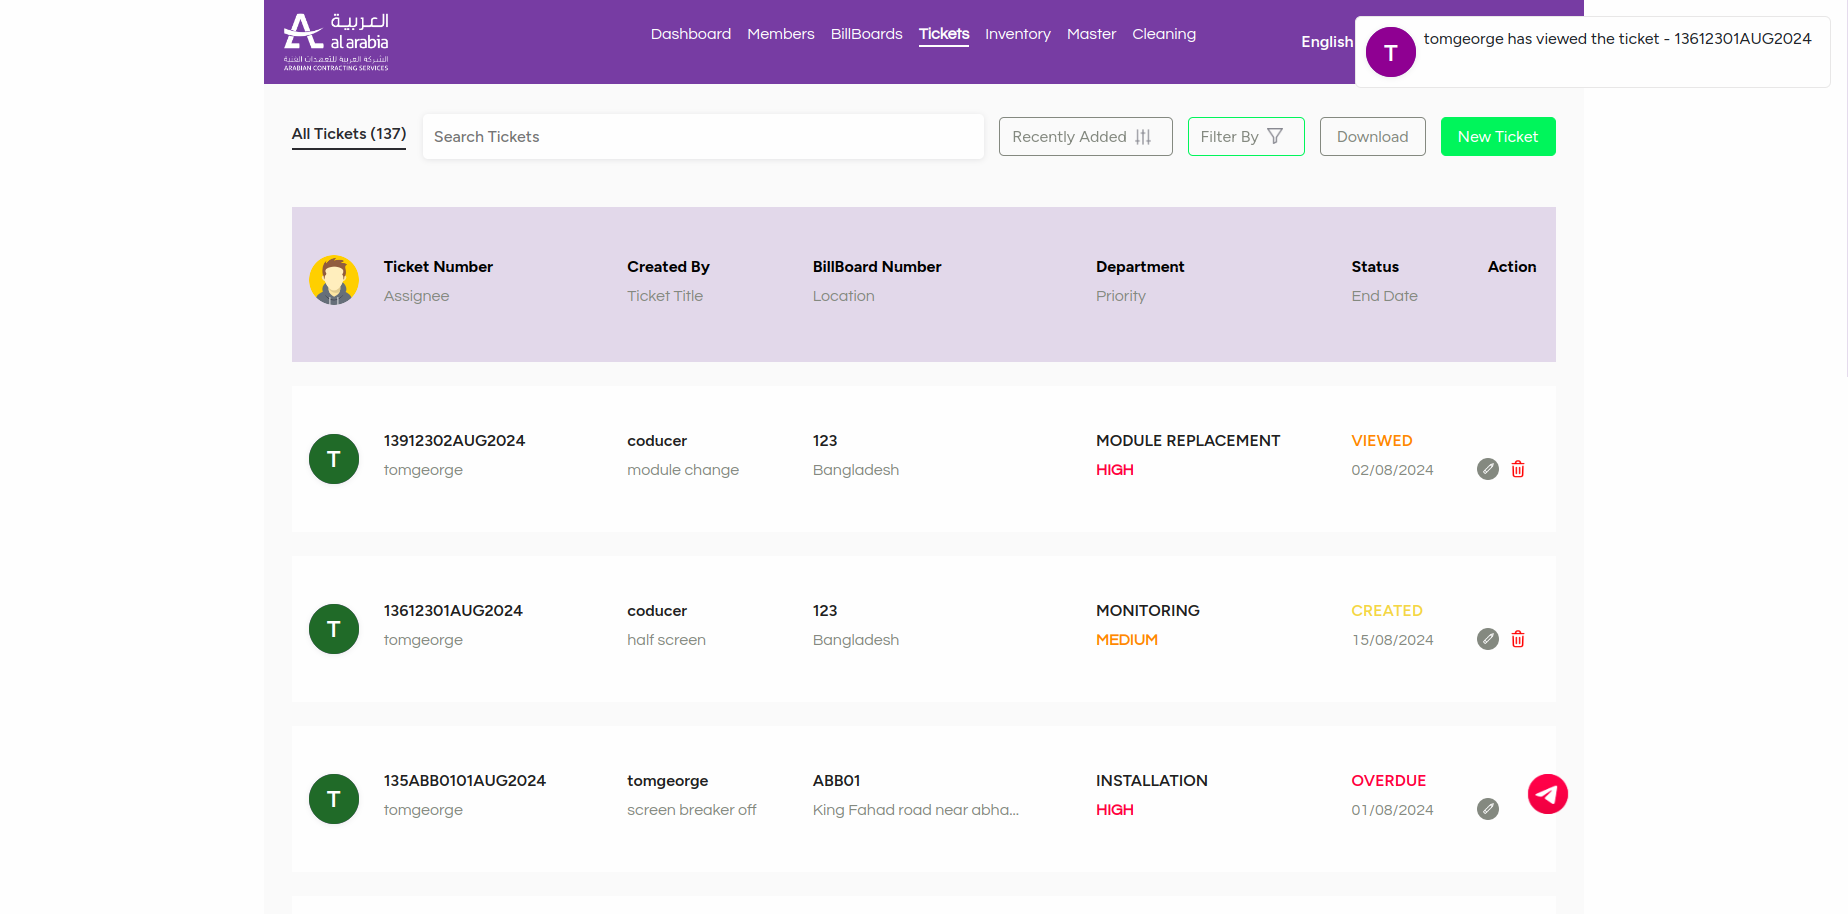 العربية
al arabia
الشركة العربية للتعهدات الفنية
ARABIAN CONTRACTING SERVICES
Dashboard Members BillBoards Tickets Inventory Master Cleaning
English
T
tomgeorge has viewed the ticket - 13612301AUG2024
All Tickets (137)
Search Tickets
Recently Added
Filter By
Download
New Ticket
Ticket Number Created By BillBoard Number Department Status Action
Assignee Ticket Title Location Priority End Date
T
13912302AUG2024 coducer 123 MODULE REPLACEMENT VIEWED
tomgeorge module change Bangladesh HIGH 02/08/2024
T
13612301AUG2024 coducer 123 MONITORING CREATED
tomgeorge half screen Bangladesh MEDIUM 15/08/2024
T
135ABB0101AUG2024 tomgeorge ABB01 INSTALLATION OVERDUE
tomgeorge screen breaker off King Fahad road near abha... HIGH 01/08/2024